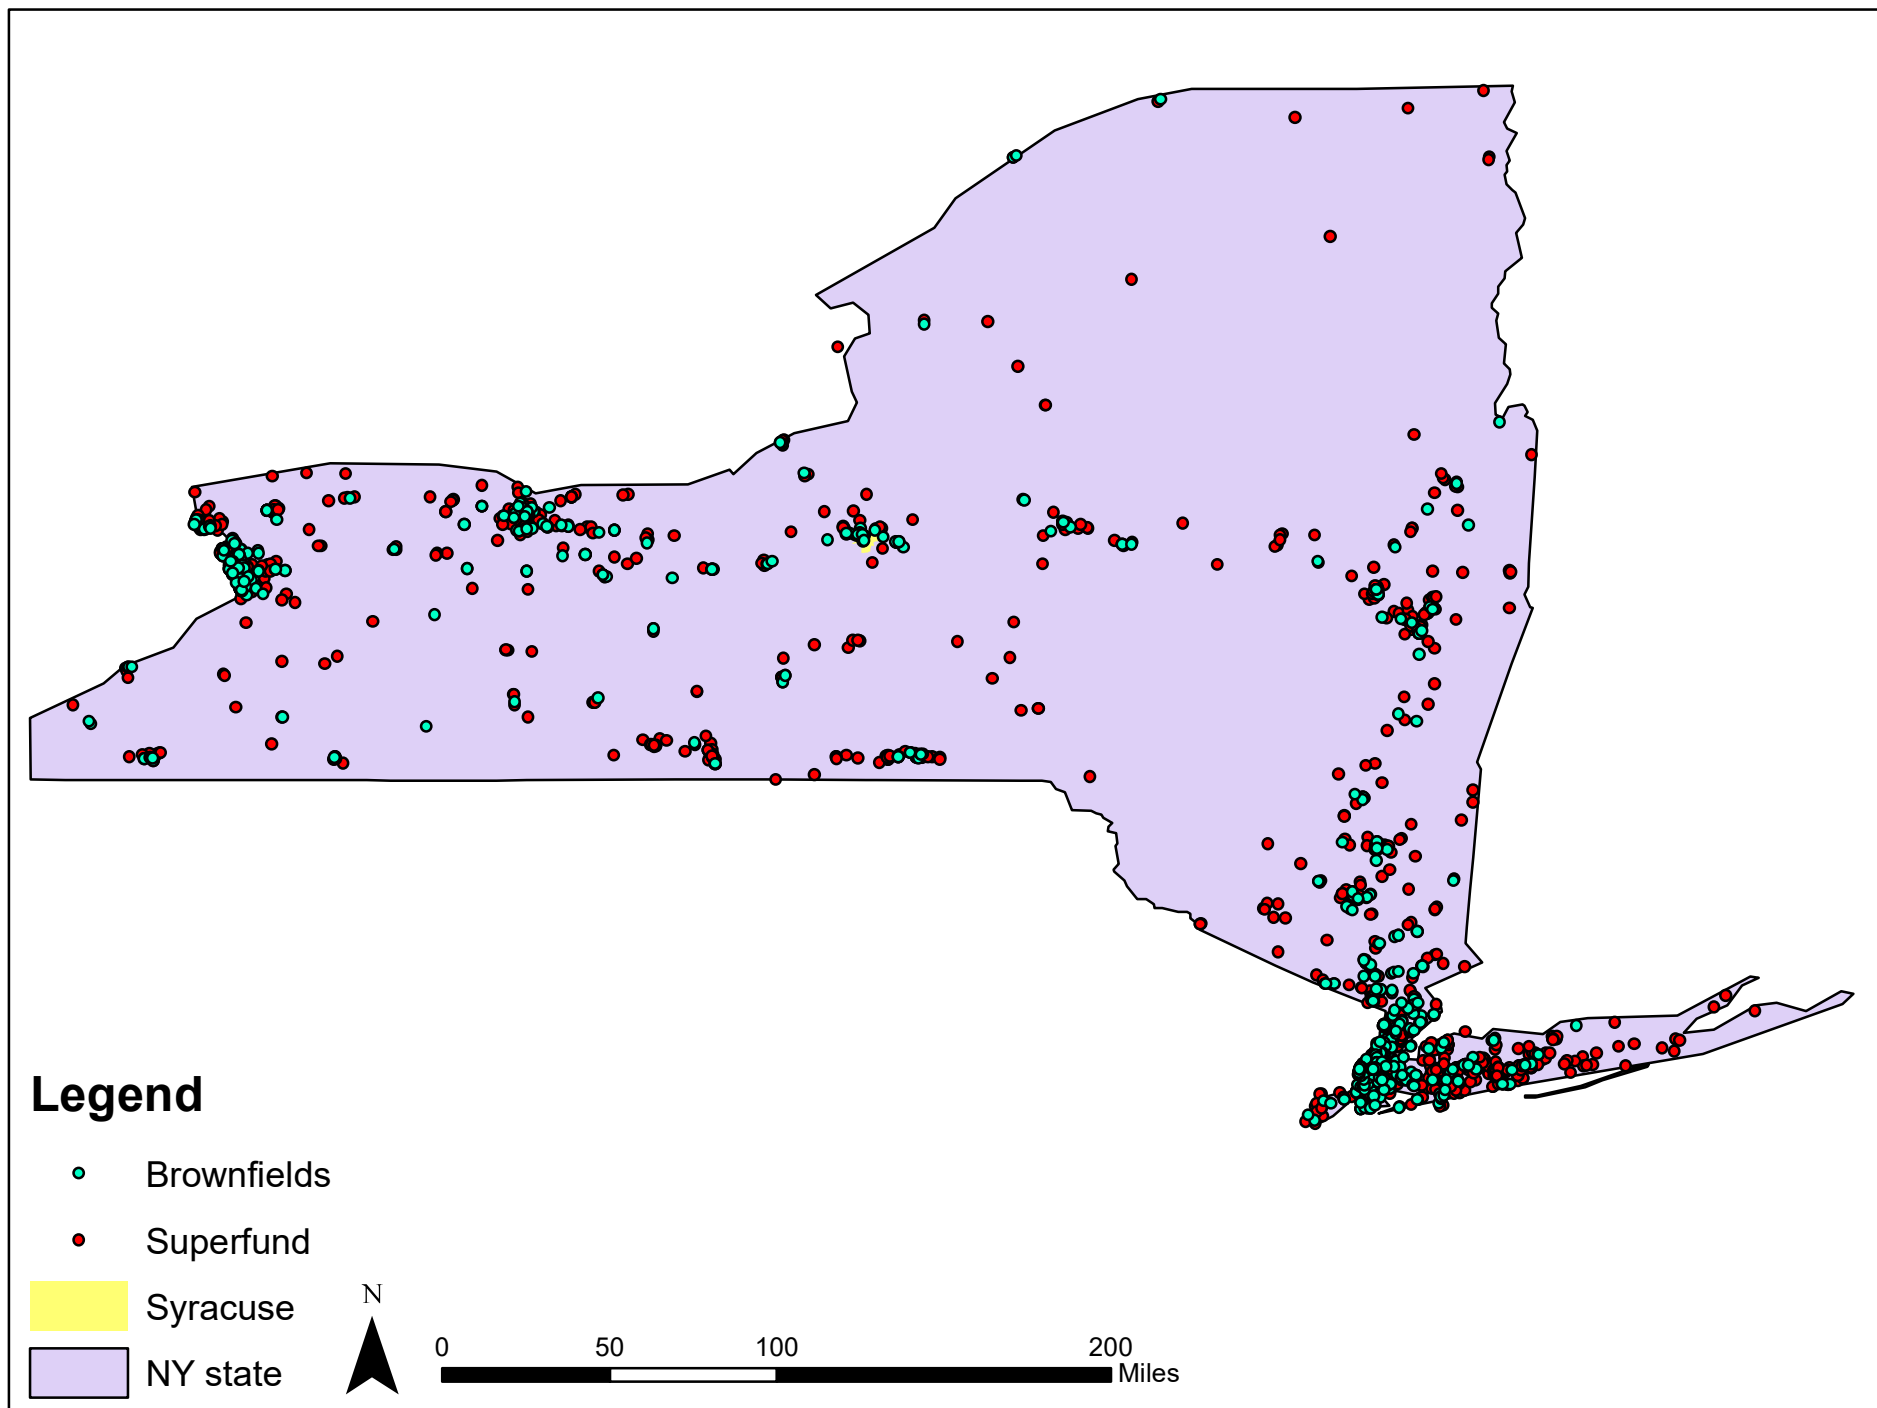 Legend
Brownfields
Superfund
Syracuse
NY state
N
0 50 100 200
Miles